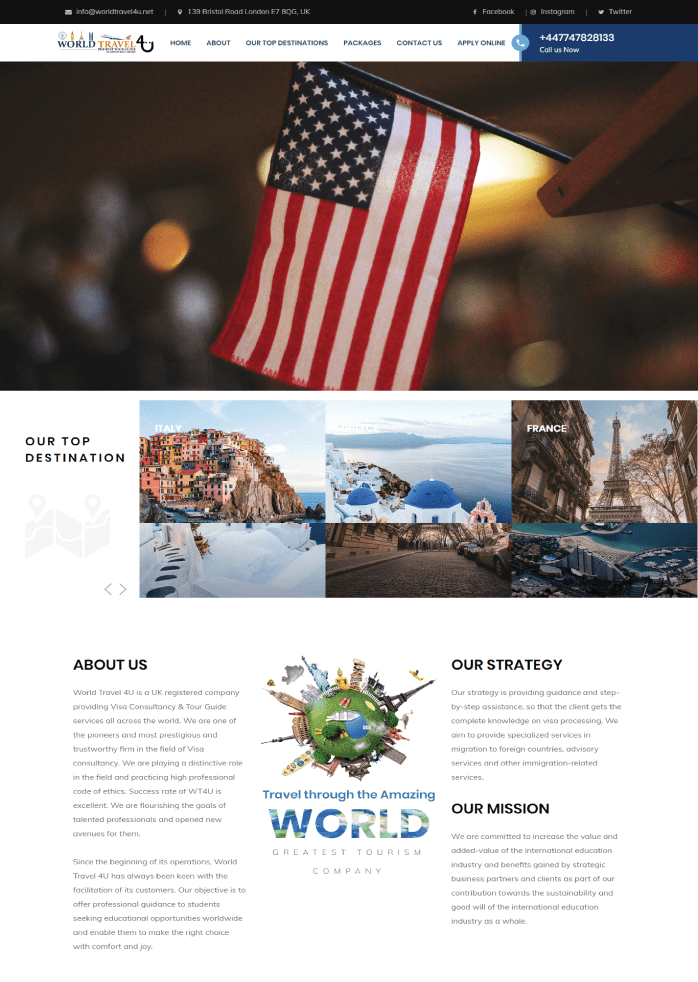 info@worldtravel4u.net | 139 Bristol Road London E7 8QG, UK Facebook | Instagram | Twitter
WORLD TRAVEL 4U
HOME ABOUT OUR TOP DESTINATIONS PACKAGES CONTACT US APPLY ONLINE
+447747828133
Call us Now
OUR TOP
DESTINATION
ITALY
GREECE
FRANCE
ABOUT US
World Travel 4U is a UK registered company
providing Visa Consultancy & Tour Guide
services all across the world. We are one of
the pioneers and most prestigious and
trustworthy firm in the field of Visa
consultancy. We are playing a distinctive role
in the field and practicing high professional
code of ethics. Success rate of WT4U is
excellent. We are flourishing the goals of
talented professionals and opened new
avenues for them.
Since the beginning of its operations, World
Travel 4U has always been keen with the
facilitation of its customers. Our objective is to
offer professional guidance to students
seeking educational opportunities worldwide
and enable them to make the right choice
with comfort and joy.
Travel through the Amazing
WORLD
GREATEST TOURISM
COMPANY
OUR STRATEGY
Our strategy is providing guidance and step-
by-step assistance, so that the client gets the
complete knowledge on visa processing. We
aim to provide specialized services in
migration to foreign countries, advisory
services and other immigration-related
services.
OUR MISSION
We are committed to increase the value and
added-value of the international education
industry and benefits gained by strategic
business partners and clients as part of our
contribution towards the sustainability and
good will of the international education
industry as a whole.